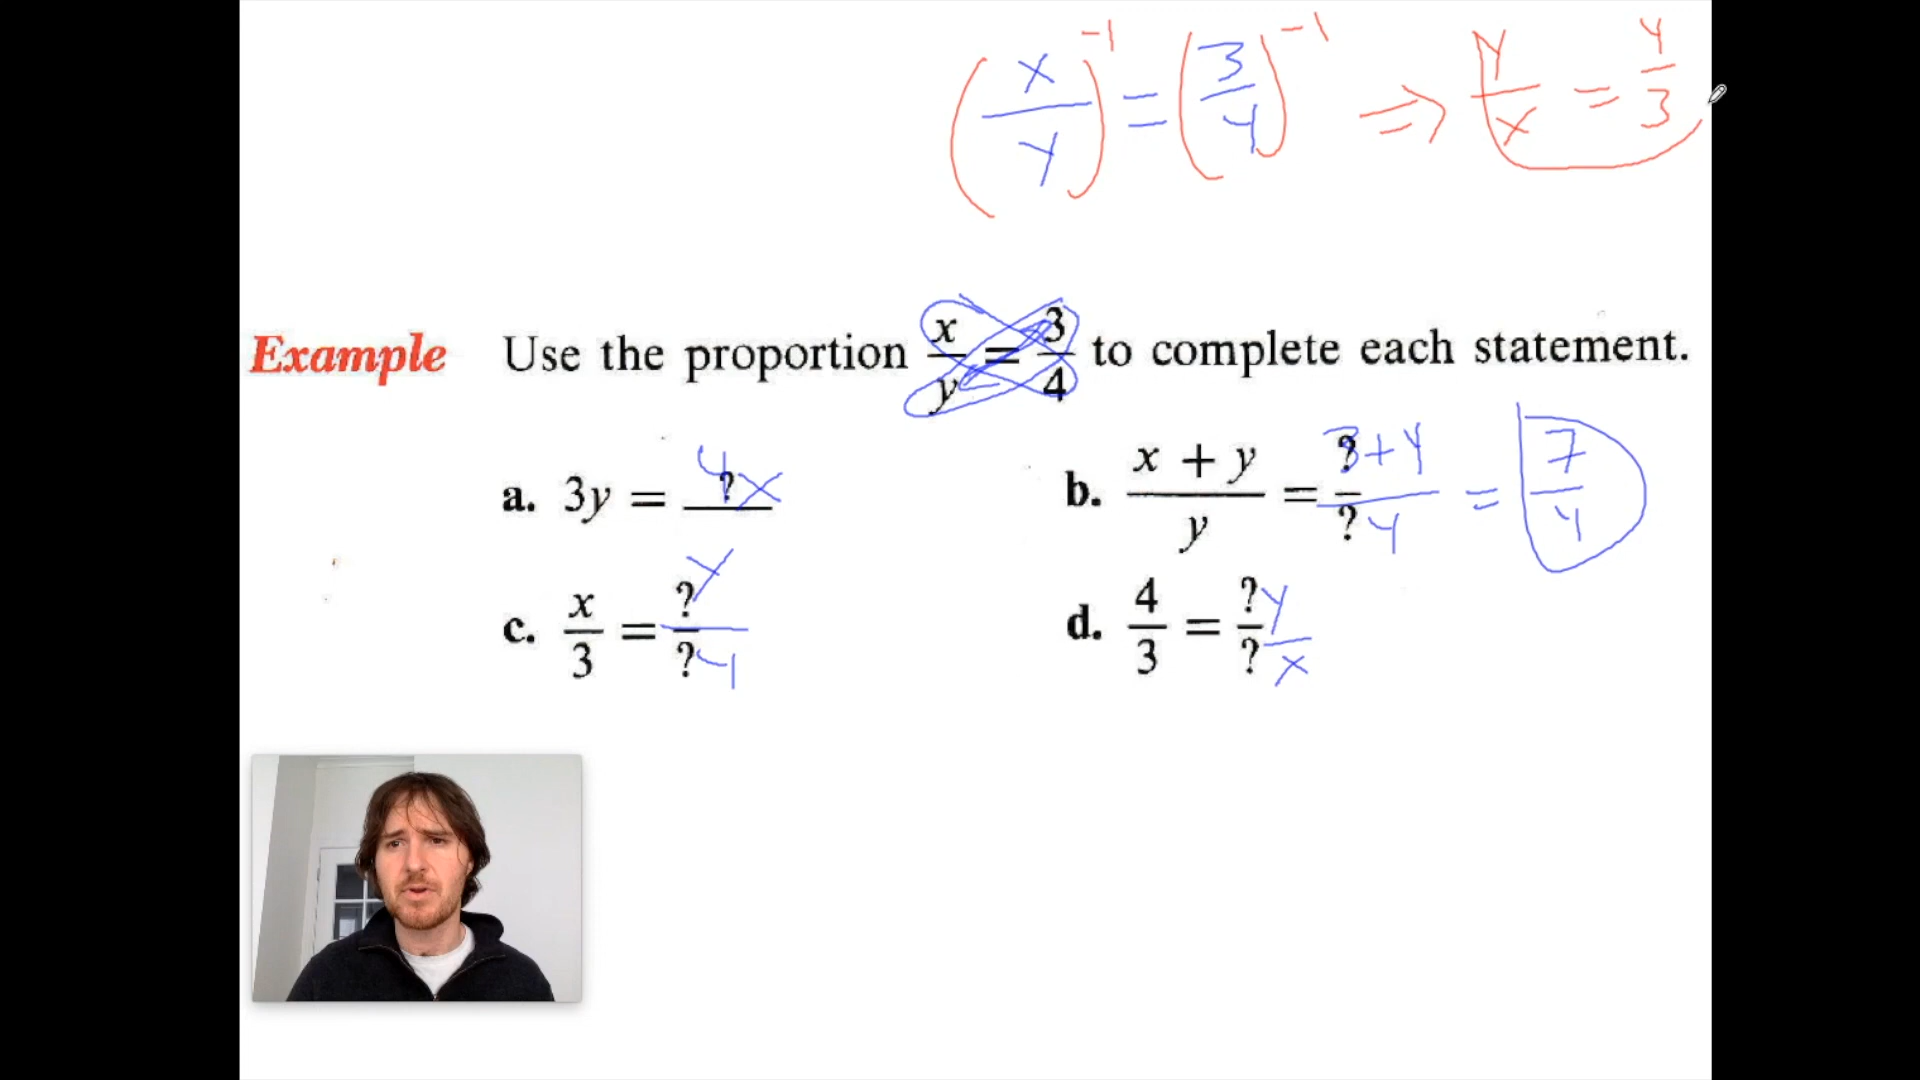 (x/y)⁻¹ = (3/4)⁻¹ ⇒ y/x = 4/3
Example Use the proportion x/y = 3/4 to complete each statement.
a. 3y = ? 4x
b. (x + y)/y = ?/? (3+4)/4 = 7/4
c. x/3 = ?/? y/4
d. 4/3 = ?/? y/x